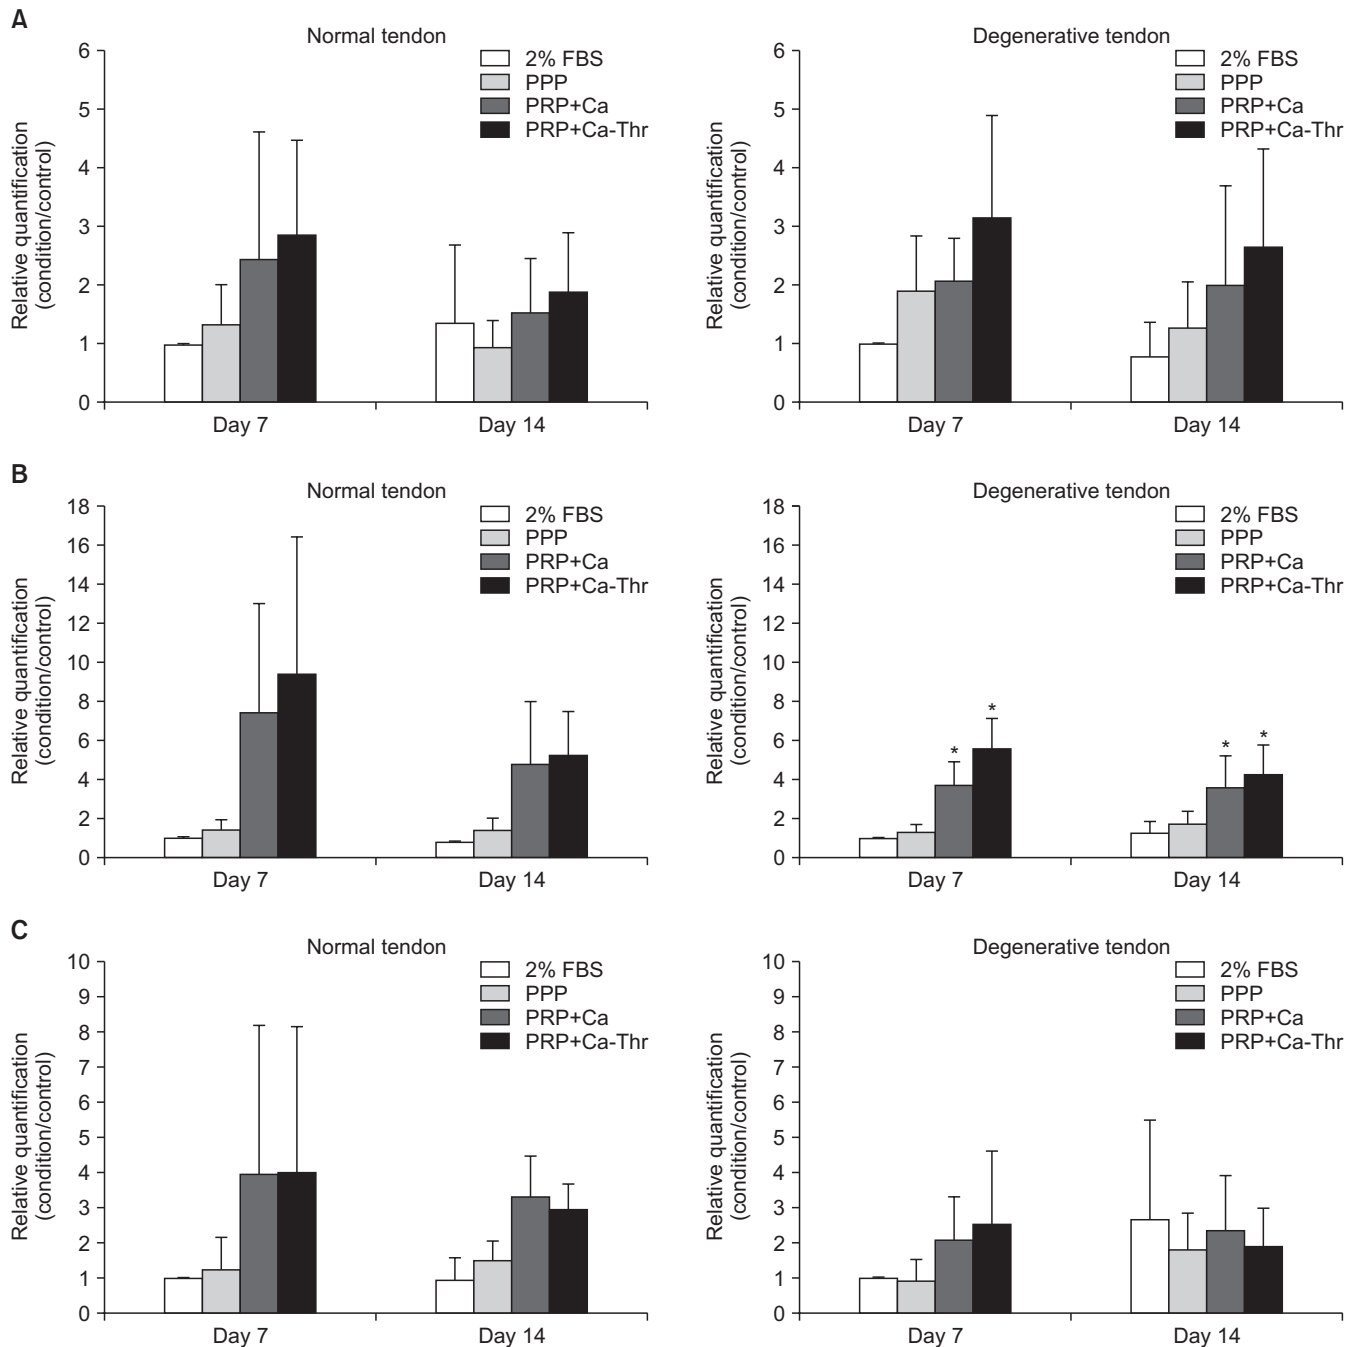 A
Normal tendon
Relative quantification
(condition/control)
6
5
4
3
2
1
0
2% FBS
PPP
PRP+Ca
PRP+Ca-Thr
Day 7
Day 14
Degenerative tendon
Relative quantification
(condition/control)
6
5
4
3
2
1
0
2% FBS
PPP
PRP+Ca
PRP+Ca-Thr
Day 7
Day 14
B
Normal tendon
Relative quantification
(condition/control)
18
16
14
12
10
8
6
4
2
0
2% FBS
PPP
PRP+Ca
PRP+Ca-Thr
Day 7
Day 14
Degenerative tendon
Relative quantification
(condition/control)
18
16
14
12
10
8
6
4
2
0
2% FBS
PPP
PRP+Ca
PRP+Ca-Thr
*
*
*
*
Day 7
Day 14
C
Normal tendon
Relative quantification
(condition/control)
10
9
8
7
6
5
4
3
2
1
0
2% FBS
PPP
PRP+Ca
PRP+Ca-Thr
Day 7
Day 14
Degenerative tendon
Relative quantification
(condition/control)
10
9
8
7
6
5
4
3
2
1
0
2% FBS
PPP
PRP+Ca
PRP+Ca-Thr
Day 7
Day 14